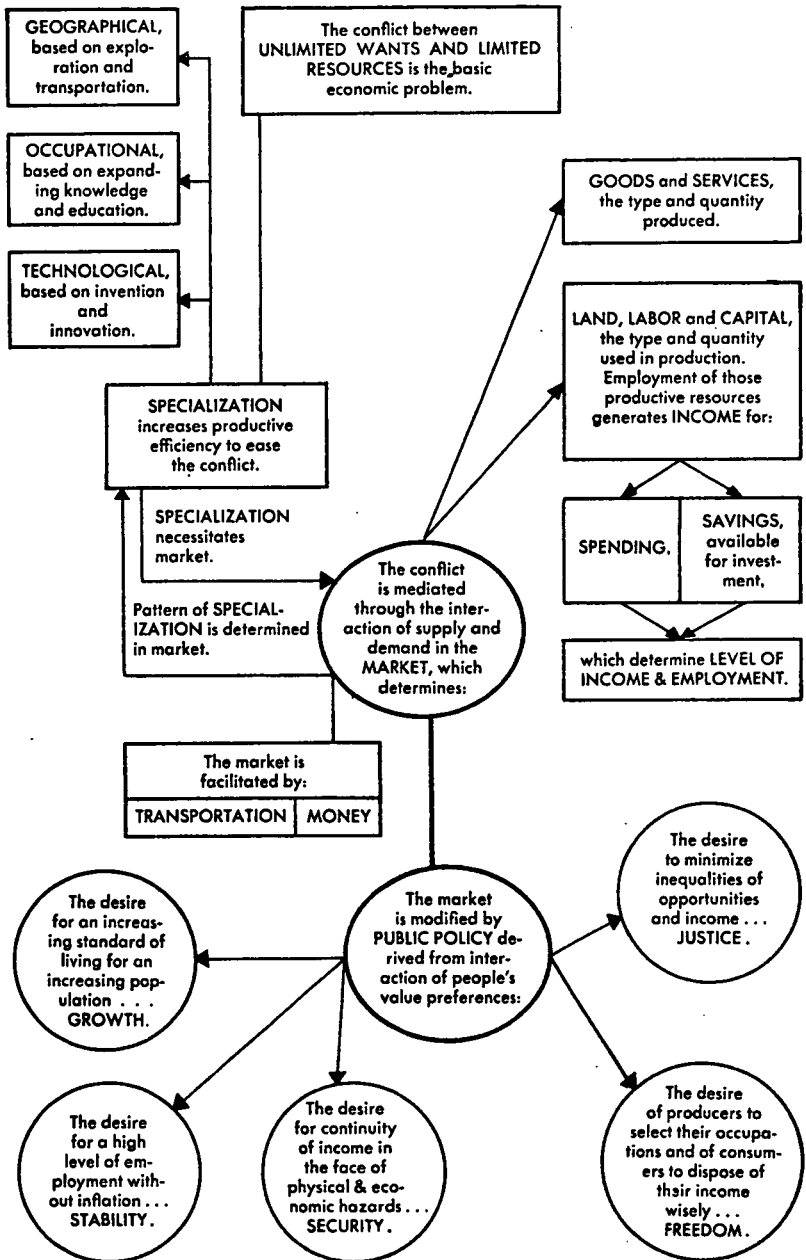 GEOGRAPHICAL,
based on explo-
ration and
transportation.
The conflict between
UNLIMITED WANTS AND LIMITED
RESOURCES is the basic
economic problem.
OCCUPATIONAL,
based on expand-
ing knowledge
and education.
TECHNOLOGICAL,
based on invention
and
innovation.
GOODS and SERVICES,
the type and quantity
produced.
LAND, LABOR and CAPITAL,
the type and quantity
used in production.
Employment of those
productive resources
generates INCOME for:
SPECIALIZATION
increases productive
efficiency to ease
the conflict.
SPECIALIZATION
necessitates
market.
Pattern of SPECIAL-
IZATION is determined
in market.
The conflict
is mediated
through the inter-
action of supply and
demand in the
MARKET, which
determines:
SPENDING,
SAVINGS,
available
for invest-
ment,
which determine LEVEL OF
INCOME & EMPLOYMENT.
The market is
facilitated by:
TRANSPORTATION
MONEY
The market
is modified by
PUBLIC POLICY de-
rived from inter-
action of people's
value preferences:
The desire
to minimize
inequalities of
opportunities
and income ...
JUSTICE.
The desire
for an increas-
ing standard of
living for an
increasing pop-
ulation ...
GROWTH.
The desire
for a high
level of em-
ployment with-
out inflation ...
STABILITY.
The desire
for continuity
of income in
the face of
physical & eco-
nomic hazards ...
SECURITY.
The desire
of producers to
select their occupa-
tions and of consum-
ers to dispose of
their income
wisely ...
FREEDOM.